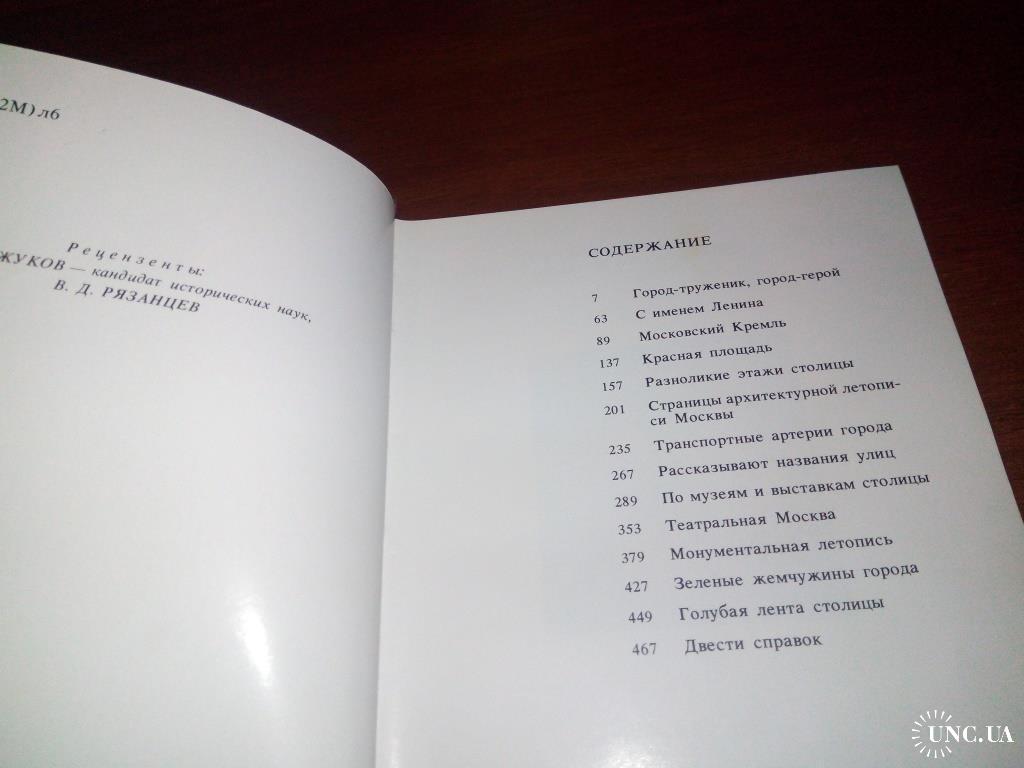 2М) л6
Рецензенты:
ЖУКОВ — кандидат исторических наук,
В. Д. РЯЗАНЦЕВ
СОДЕРЖАНИЕ
7 Город-труженик, город-герой
63 С именем Ленина
89 Московский Кремль
137 Красная площадь
157 Разноликие этажи столицы
201 Страницы архитектурной летопи-
си Москвы
235 Транспортные артерии города
267 Рассказывают названия улиц
289 По музеям и выставкам столицы
353 Театральная Москва
379 Монументальная летопись
427 Зеленые жемчужины города
449 Голубая лента столицы
467 Двести справок
UNC.UA